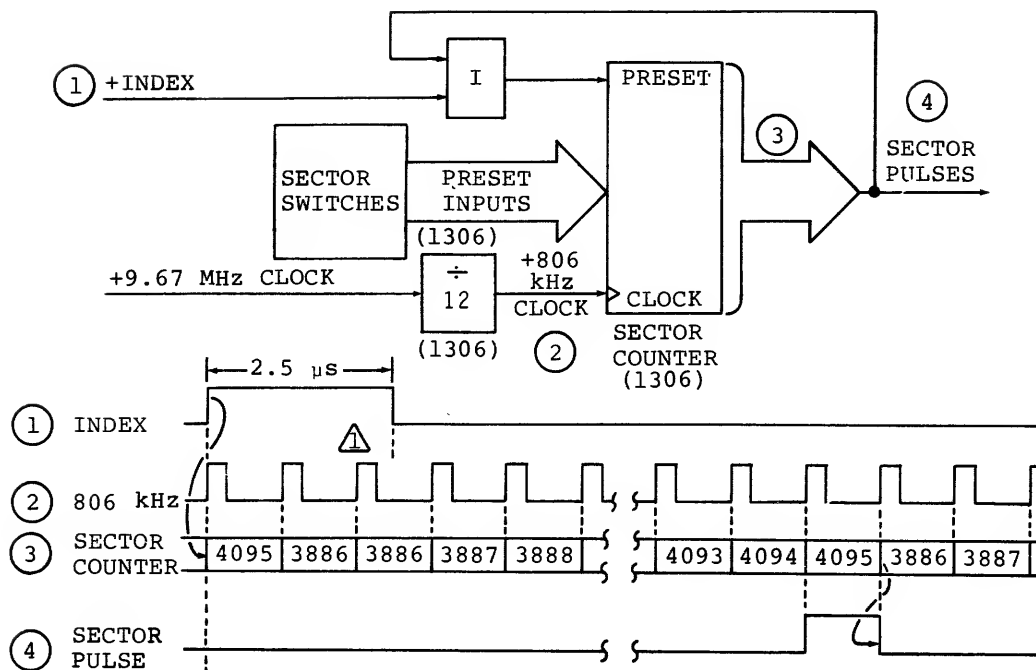 I
PRESET
1 +INDEX
4
3
SECTOR
PULSES
SECTOR
SWITCHES
PRESET
INPUTS
(1306)
+9.67 MHz CLOCK
÷
12
(1306)
+806
kHz
CLOCK
2
CLOCK
SECTOR
COUNTER
(1306)
2.5 µs
1 INDEX
1
2 806 kHz
3 SECTOR
COUNTER
4095 3886 3886 3887 3888 4093 4094 4095 3886 3887
4 SECTOR
PULSE